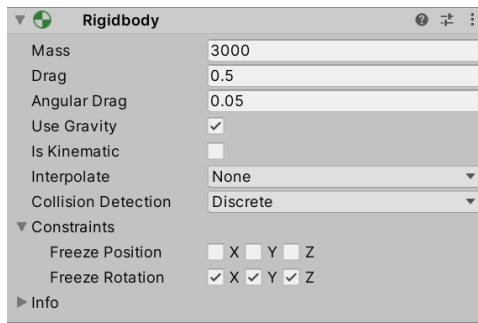 Rigidbody
Mass 3000
Drag 0.5
Angular Drag 0.05
Use Gravity
Is Kinematic
Interpolate None
Collision Detection Discrete
Constraints
Freeze Position X Y Z
Freeze Rotation X Y Z
Info